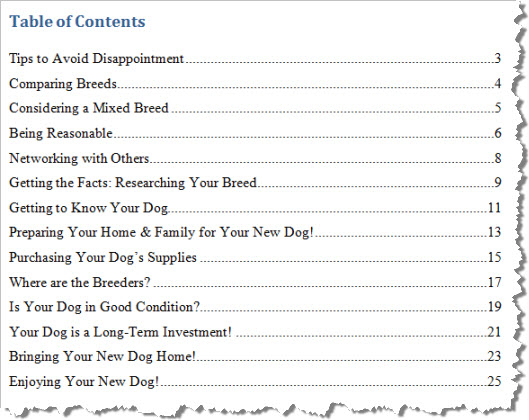 Table of Contents
Tips to Avoid Disappointment........................................................................................3
Comparing Breeds........................................................................................................4
Considering a Mixed Breed...........................................................................................5
Being Reasonable.........................................................................................................6
Networking with Others................................................................................................8
Getting the Facts: Researching Your Breed...................................................................9
Getting to Know Your Dog..........................................................................................11
Preparing Your Home & Family for Your New Dog!.....................................................13
Purchasing Your Dog’s Supplies..................................................................................15
Where are the Breeders?.............................................................................................17
Is Your Dog in Good Condition?..................................................................................19
Your Dog is a Long-Term Investment!.........................................................................21
Bringing Your New Dog Home!...................................................................................23
Enjoying Your New Dog!............................................................................................25